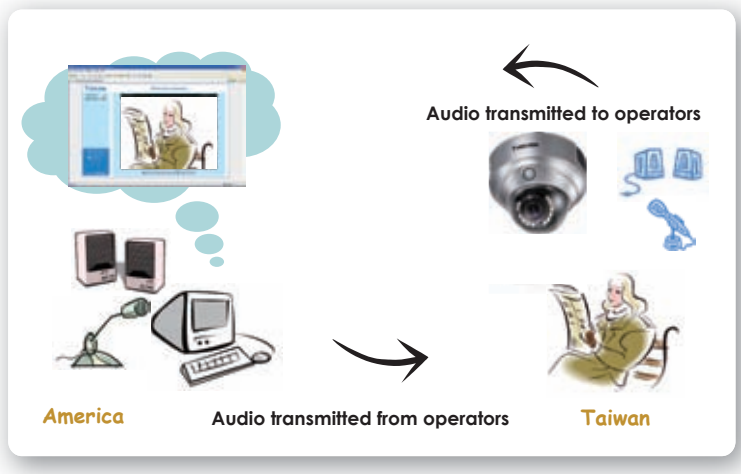 Audio transmitted to operators
America
Audio transmitted from operators
Taiwan